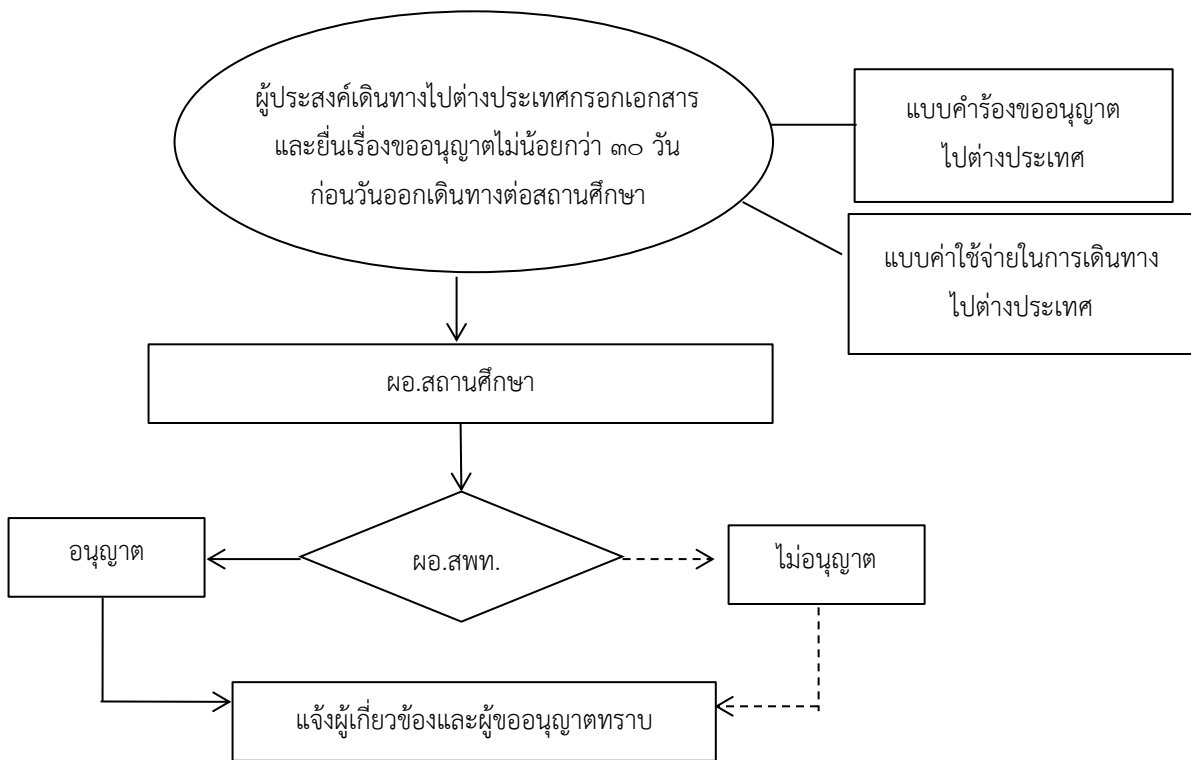 ผู้ประสงค์เดินทางไปต่างประเทศกรอกเอกสาร
และยื่นเรื่องขออนุญาตไม่น้อยกว่า ๓๐ วัน
ก่อนวันออกเดินทางต่อสถานศึกษา
แบบคำร้องขออนุญาต
ไปต่างประเทศ
แบบค่าใช้จ่ายในการเดินทาง
ไปต่างประเทศ
ผอ.สถานศึกษา
อนุญาต
ผอ.สพท.
ไม่อนุญาต
แจ้งผู้เกี่ยวข้องและผู้ขออนุญาตทราบ